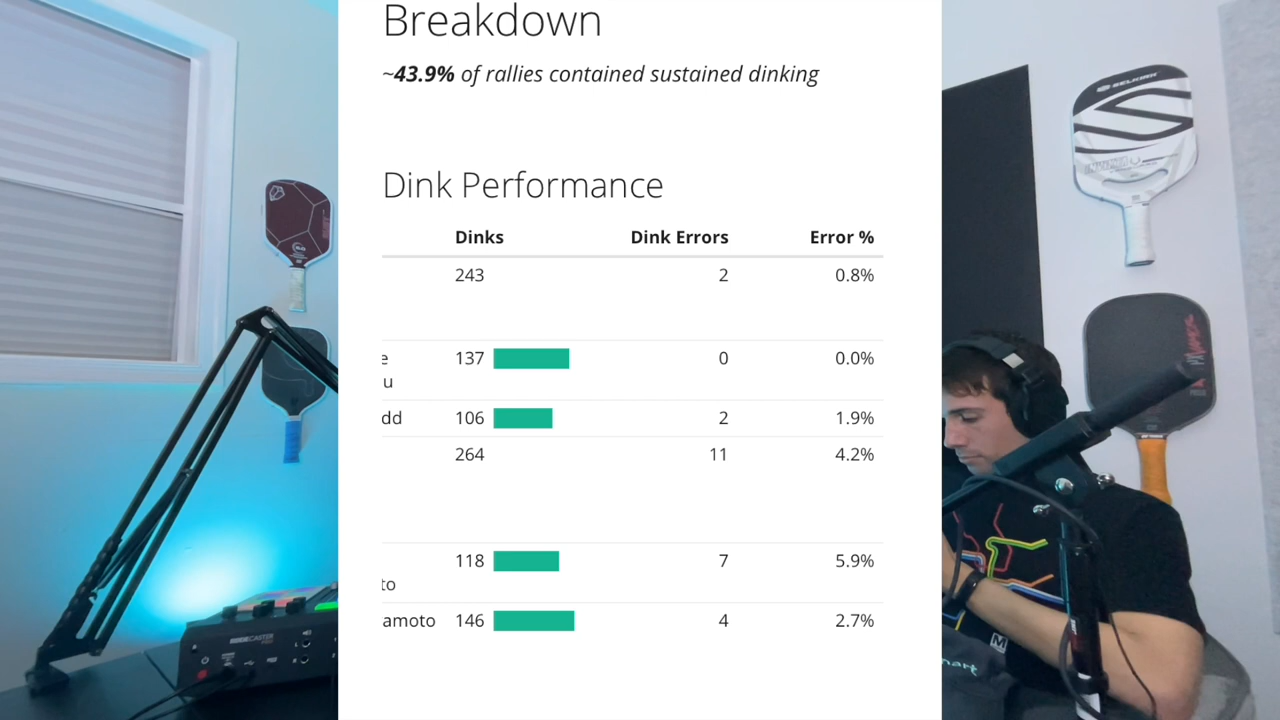 Breakdown
~43.9% of rallies contained sustained dinking
Dink Performance
Dinks Dink Errors Error %
243 2 0.8%
e 137 0 0.0%
u
dd 106 2 1.9%
264 11 4.2%
118 7 5.9%
to
amoto 146 4 2.7%
SELKIRK
M